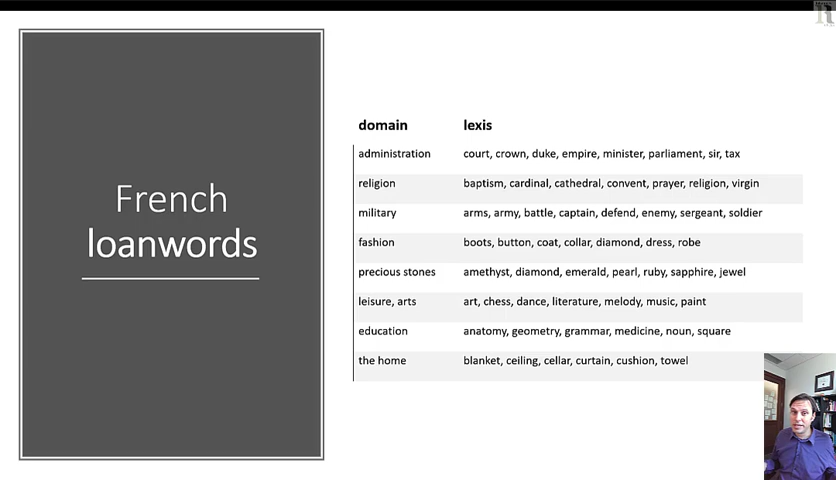 French
loanwords
domain lexis
administration court, crown, duke, empire, minister, parliament, sir, tax
religion baptism, cardinal, cathedral, convent, prayer, religion, virgin
military arms, army, battle, captain, defend, enemy, sergeant, soldier
fashion boots, button, coat, collar, diamond, dress, robe
precious stones amethyst, diamond, emerald, pearl, ruby, sapphire, jewel
leisure, arts art, chess, dance, literature, melody, music, paint
education anatomy, geometry, grammar, medicine, noun, square
the home blanket, ceiling, cellar, curtain, cushion, towel